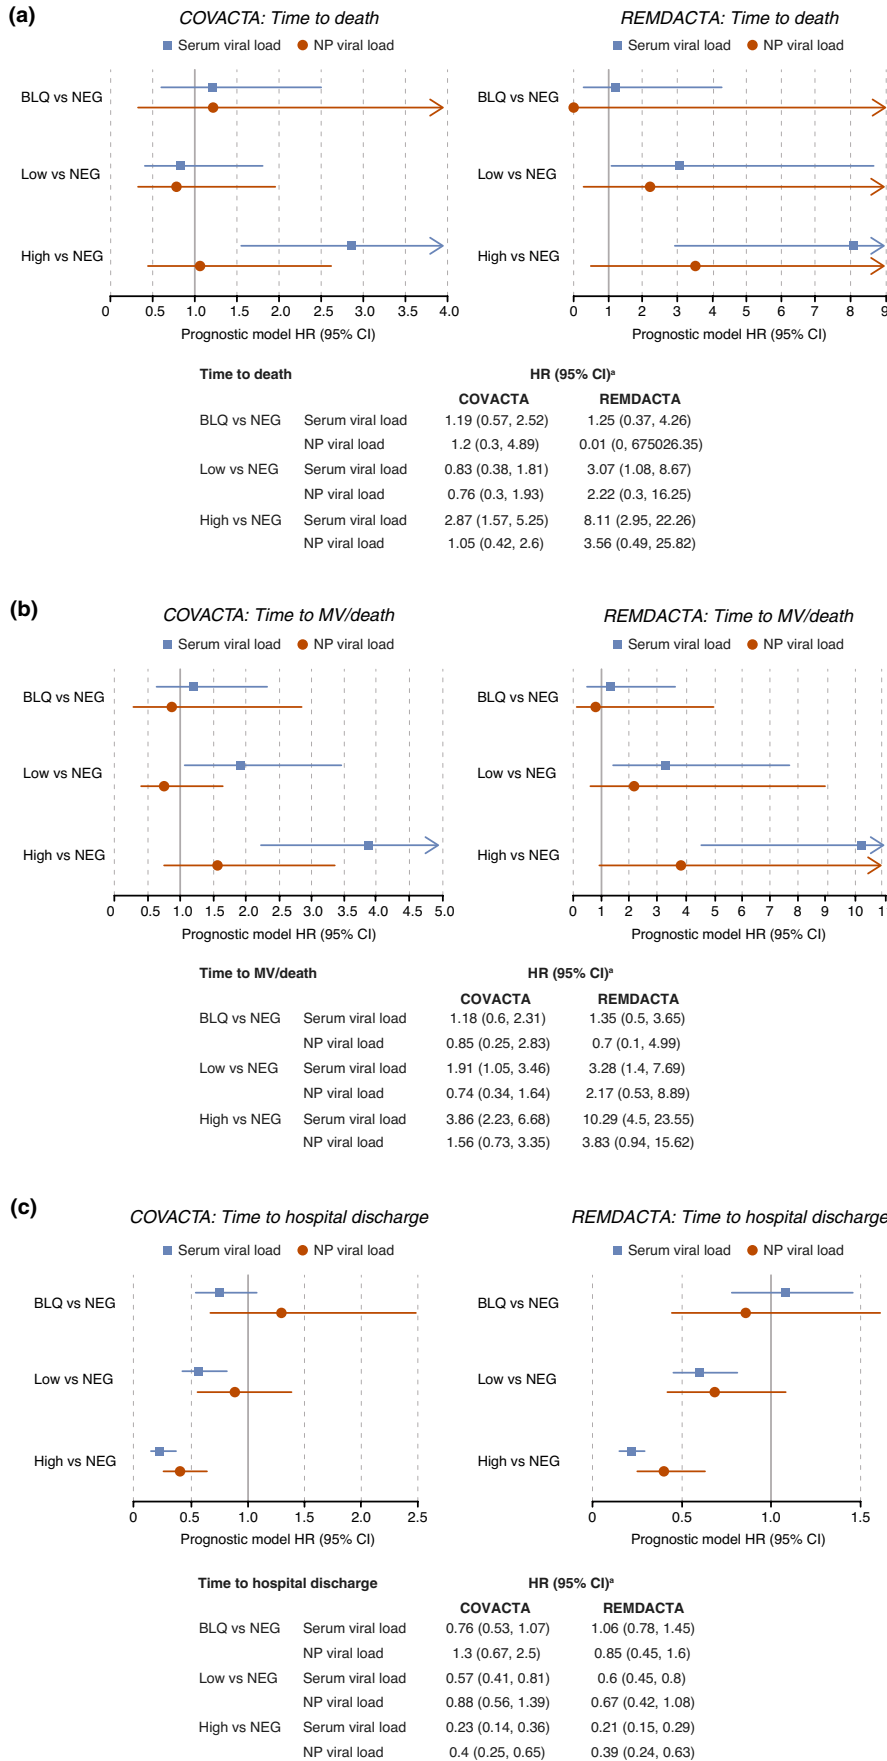 (a)
COVACTA: Time to death
REMDACTA: Time to death
Serum viral load NP viral load
Serum viral load NP viral load
BLQ vs NEG
Low vs NEG
High vs NEG
0 0.5 1.0 1.5 2.0 2.5 3.0 3.5 4.0
Prognostic model HR (95% CI)
BLQ vs NEG
Low vs NEG
High vs NEG
0 1 2 3 4 5 6 7 8 9
Prognostic model HR (95% CI)
Time to death HR (95% CI)ᵃ
COVACTA REMDACTA
BLQ vs NEG Serum viral load 1.19 (0.57, 2.52) 1.25 (0.37, 4.26)
NP viral load 1.2 (0.3, 4.89) 0.01 (0, 675026.35)
Low vs NEG Serum viral load 0.83 (0.38, 1.81) 3.07 (1.08, 8.67)
NP viral load 0.76 (0.3, 1.93) 2.22 (0.3, 16.25)
High vs NEG Serum viral load 2.87 (1.57, 5.25) 8.11 (2.95, 22.26)
NP viral load 1.05 (0.42, 2.6) 3.56 (0.49, 25.82)
(b)
COVACTA: Time to MV/death
REMDACTA: Time to MV/death
Serum viral load NP viral load
Serum viral load NP viral load
BLQ vs NEG
Low vs NEG
High vs NEG
0 0.5 1.0 1.5 2.0 2.5 3.0 3.5 4.0 4.5 5.0
Prognostic model HR (95% CI)
BLQ vs NEG
Low vs NEG
High vs NEG
0 1 2 3 4 5 6 7 8 9 10 11
Prognostic model HR (95% CI)
Time to MV/death HR (95% CI)ᵃ
COVACTA REMDACTA
BLQ vs NEG Serum viral load 1.18 (0.6, 2.31) 1.35 (0.5, 3.65)
NP viral load 0.85 (0.25, 2.83) 0.7 (0.1, 4.99)
Low vs NEG Serum viral load 1.91 (1.05, 3.46) 3.28 (1.4, 7.69)
NP viral load 0.74 (0.34, 1.64) 2.17 (0.53, 8.89)
High vs NEG Serum viral load 3.86 (2.23, 6.68) 10.29 (4.5, 23.55)
NP viral load 1.56 (0.73, 3.35) 3.83 (0.94, 15.62)
(c)
COVACTA: Time to hospital discharge
REMDACTA: Time to hospital discharge
Serum viral load NP viral load
Serum viral load NP viral load
BLQ vs NEG
Low vs NEG
High vs NEG
0 0.5 1.0 1.5 2.0 2.5
Prognostic model HR (95% CI)
BLQ vs NEG
Low vs NEG
High vs NEG
0 0.5 1.0 1.5
Prognostic model HR (95% CI)
Time to hospital discharge HR (95% CI)ᵃ
COVACTA REMDACTA
BLQ vs NEG Serum viral load 0.76 (0.53, 1.07) 1.06 (0.78, 1.45)
NP viral load 1.3 (0.67, 2.5) 0.85 (0.45, 1.6)
Low vs NEG Serum viral load 0.57 (0.41, 0.81) 0.6 (0.45, 0.8)
NP viral load 0.88 (0.56, 1.39) 0.67 (0.42, 1.08)
High vs NEG Serum viral load 0.23 (0.14, 0.36) 0.21 (0.15, 0.29)
NP viral load 0.4 (0.25, 0.65) 0.39 (0.24, 0.63)